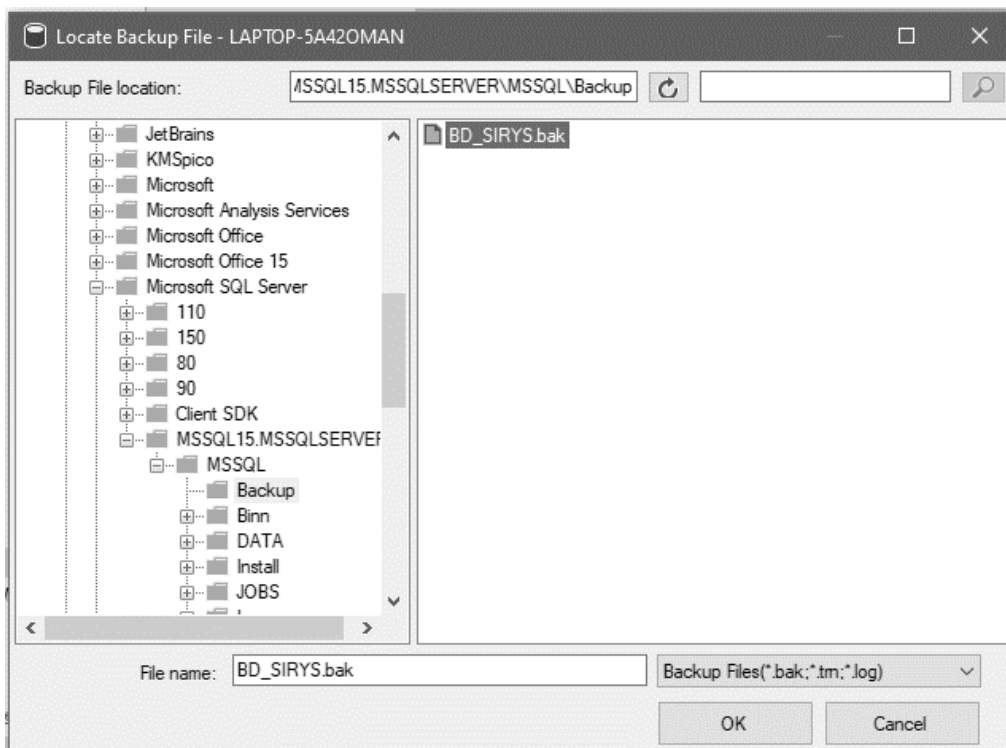 Locate Backup File - LAPTOP-5A42OMAN
Backup File location:
MSSQL15.MSSQLSERVER\MSSQL\Backup
JetBrains
BD_SIRYS.bak
KMSpico
Microsoft
Microsoft Analysis Services
Microsoft Office
Microsoft Office 15
Microsoft SQL Server
110
150
80
90
Client SDK
MSSQL15.MSSQLSERVER
MSSQL
Backup
Binn
DATA
Install
JOBS
File name:
BD_SIRYS.bak
Backup Files(*.bak;*.trn;*.log)
OK
Cancel